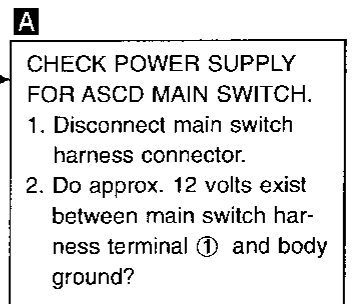 A
CHECK POWER SUPPLY
FOR ASCD MAIN SWITCH.
1. Disconnect main switch
harness connector.
2. Do approx. 12 volts exist
between main switch har-
ness terminal ① and body
ground?